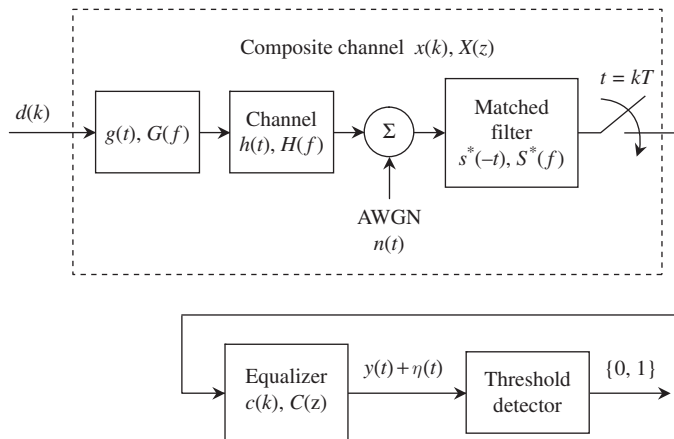 Composite channel x(k), X(z)
t = kT
d(k)
g(t), G(f)
Channel
h(t), H(f)
Σ
Matched
filter
s*(–t), S*(f)
AWGN
n(t)
Equalizer
c(k), C(z)
y(t) + η(t)
Threshold
detector
{0, 1}